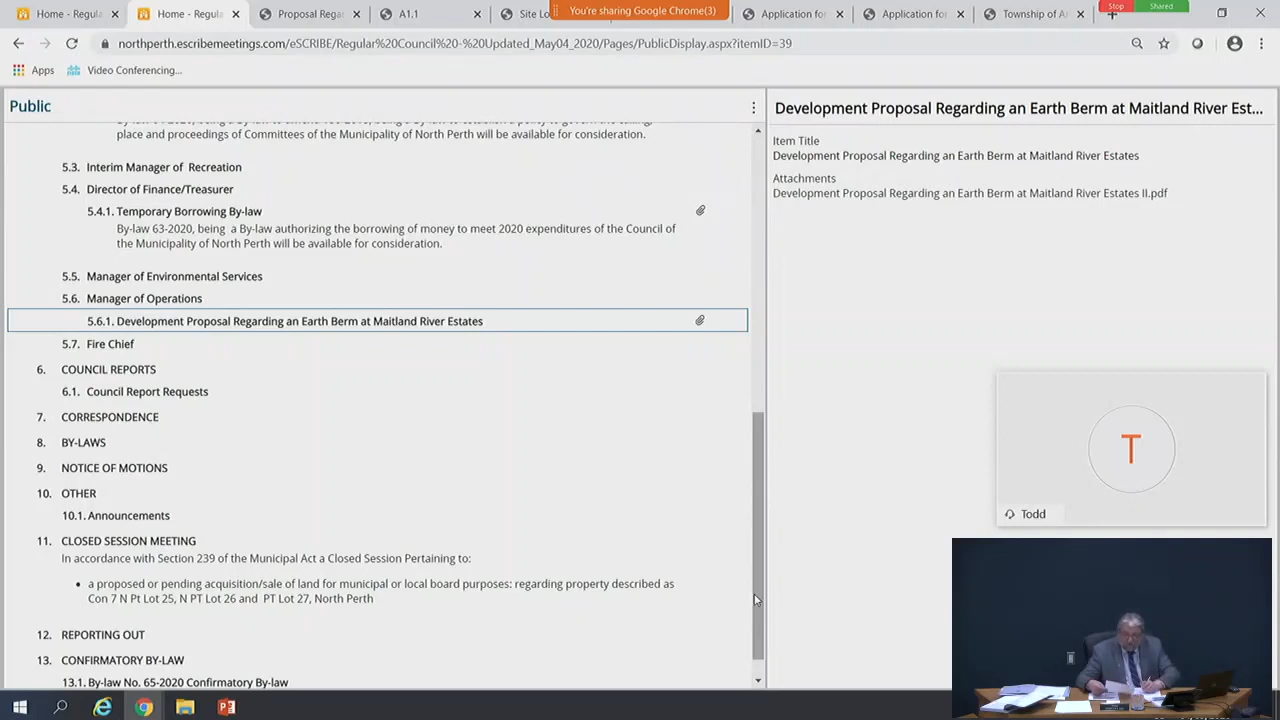 Home - Regula
Home - Regula
Proposal Regar
A1.1
Site Lo
You're sharing Google Chrome(3)
Application for
Application for
Township of A
Stop
Shared
northperth.escribemeetings.com/eSCRIBE/Regular%20Council%20-%20Updated_May04_2020/Pages/PublicDisplay.aspx?itemID=39
Apps
Video Conferencing...
Public
place and proceedings of Committees of the Municipality of North Perth will be available for consideration.
5.3. Interim Manager of Recreation
5.4. Director of Finance/Treasurer
5.4.1. Temporary Borrowing By-law
By-law 63-2020, being a By-law authorizing the borrowing of money to meet 2020 expenditures of the Council of
the Municipality of North Perth will be available for consideration.
5.5. Manager of Environmental Services
5.6. Manager of Operations
5.6.1. Development Proposal Regarding an Earth Berm at Maitland River Estates
5.7. Fire Chief
6. COUNCIL REPORTS
6.1. Council Report Requests
7. CORRESPONDENCE
8. BY-LAWS
9. NOTICE OF MOTIONS
10. OTHER
10.1. Announcements
11. CLOSED SESSION MEETING
In accordance with Section 239 of the Municipal Act a Closed Session Pertaining to:
• a proposed or pending acquisition/sale of land for municipal or local board purposes: regarding property described as
Con 7 N Pt Lot 25, N PT Lot 26 and PT Lot 27, North Perth
12. REPORTING OUT
13. CONFIRMATORY BY-LAW
13.1. By-law No. 65-2020 Confirmatory By-law
Development Proposal Regarding an Earth Berm at Maitland River Est...
Item Title
Development Proposal Regarding an Earth Berm at Maitland River Estates
Attachments
Development Proposal Regarding an Earth Berm at Maitland River Estates II.pdf
T
Todd